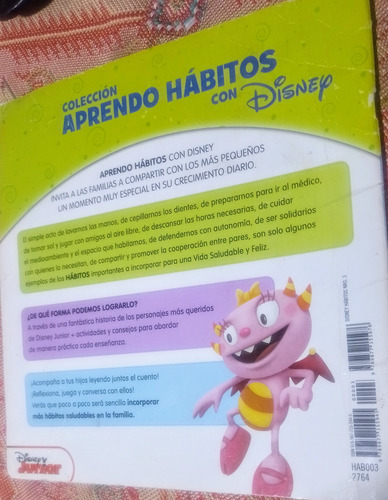 COLECCIÓN
APRENDO HÁBITOS
CON Disney
APRENDO HÁBITOS CON DISNEY
INVITA A LAS FAMILIAS A COMPARTIR CON LOS MÁS PEQUEÑOS
UN MOMENTO MUY ESPECIAL EN SU CRECIMIENTO DIARIO.
El simple acto de lavarnos las manos, de cepillarnos los dientes, de prepararnos para ir al médico,
de tomar sol y jugar con amigos al aire libre, de descansar las horas necesarias, de cuidar
el medioambiente y el espacio que habitamos, de defendernos con autonomía, de ser solidarios
con quienes lo necesitan, de compartir y promover la cooperación entre pares, son solo algunos
ejemplos de los HÁBITOS importantes a incorporar para una Vida Saludable y Feliz.
¿DE QUÉ FORMA PODEMOS LOGRARLO?
A través de una fantástica historia de los personajes más queridos
de Disney Junior + actividades y consejos para abordar
de manera práctica cada enseñanza.
¡Acompaña a tus hijos leyendo juntos el cuento!
¡Reflexiona, juega y conversa con ellos!
Verás que poco a poco será sencillo incorporar
más hábitos saludables en la familia.
Disney
Junior
DISNEY HÁBITOS NRO. 3
00003
HAB003
2764